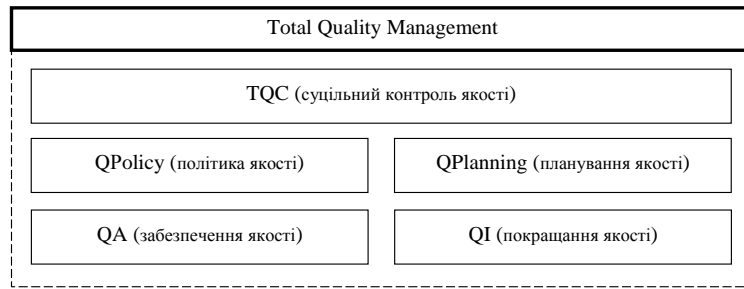 Total Quality Management
TQC (суцільний контроль якості)
QPolicy (політика якості)
QPlanning (планування якості)
QA (забезпечення якості)
QI (покращання якості)